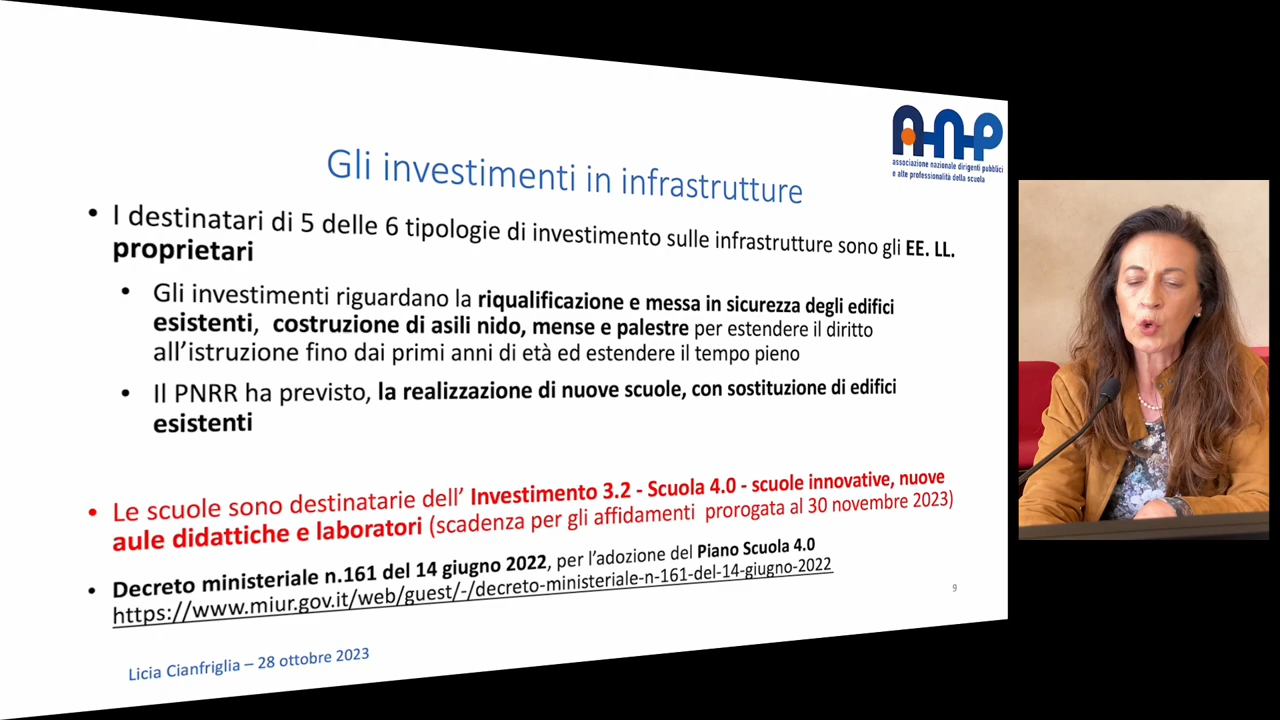 A-n-P
associazione nazionale dirigenti pubblici
e alte professionalità della scuola
Gli investimenti in infrastrutture
• I destinatari di 5 delle 6 tipologie di investimento sulle infrastrutture sono gli EE. LL.
proprietari
• Gli investimenti riguardano la riqualificazione e messa in sicurezza degli edifici
esistenti, costruzione di asili nido, mense e palestre per estendere il diritto
all’istruzione fino dai primi anni di età ed estendere il tempo pieno
• Il PNRR ha previsto, la realizzazione di nuove scuole, con sostituzione di edifici
esistenti
• Le scuole sono destinatarie dell’ Investimento 3.2 - Scuola 4.0 - scuole innovative, nuove
aule didattiche e laboratori (scadenza per gli affidamenti prorogata al 30 novembre 2023)
• Decreto ministeriale n.161 del 14 giugno 2022, per l’adozione del Piano Scuola 4.0
https://www.miur.gov.it/web/guest/-/decreto-ministeriale-n-161-del-14-giugno-2022
9
Licia Cianfriglia – 28 ottobre 2023